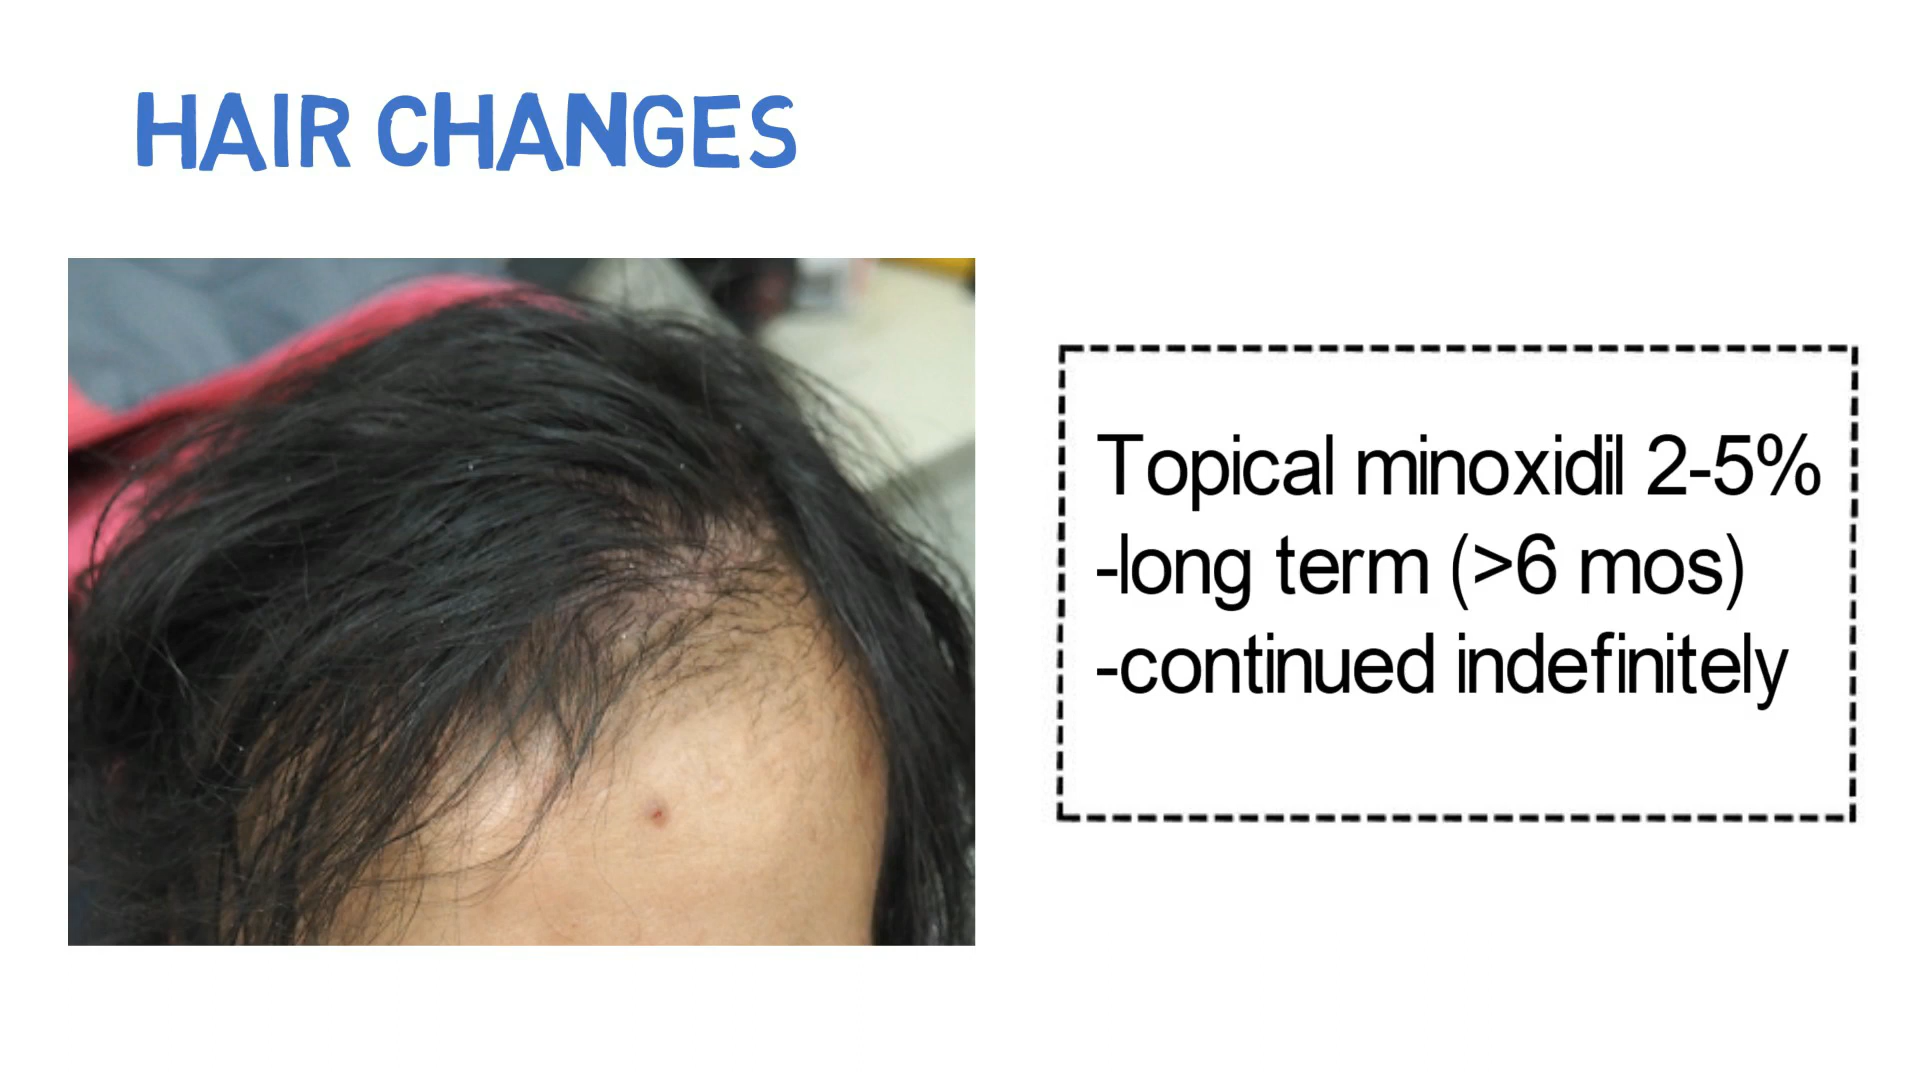 HAIR CHANGES
Topical minoxidil 2-5%
-long term (>6 mos)
-continued indefinitely